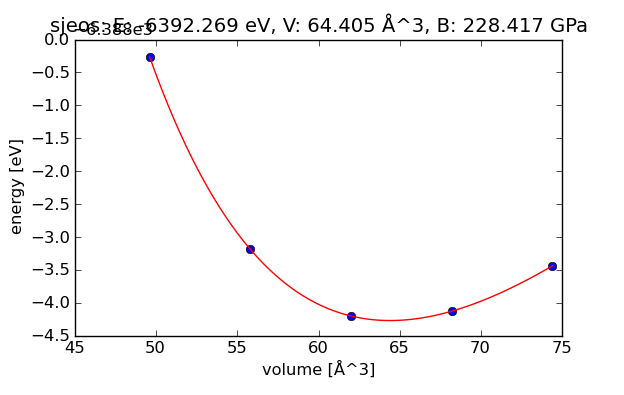 sjeos: E: -6392.269 eV, V: 64.405 Å^3, B: 228.417 GPa
−6.388e3
0.0
−0.5
−1.0
−1.5
−2.0
−2.5
−3.0
−3.5
−4.0
−4.5
energy [eV]
45 50 55 60 65 70 75
volume [Å^3]